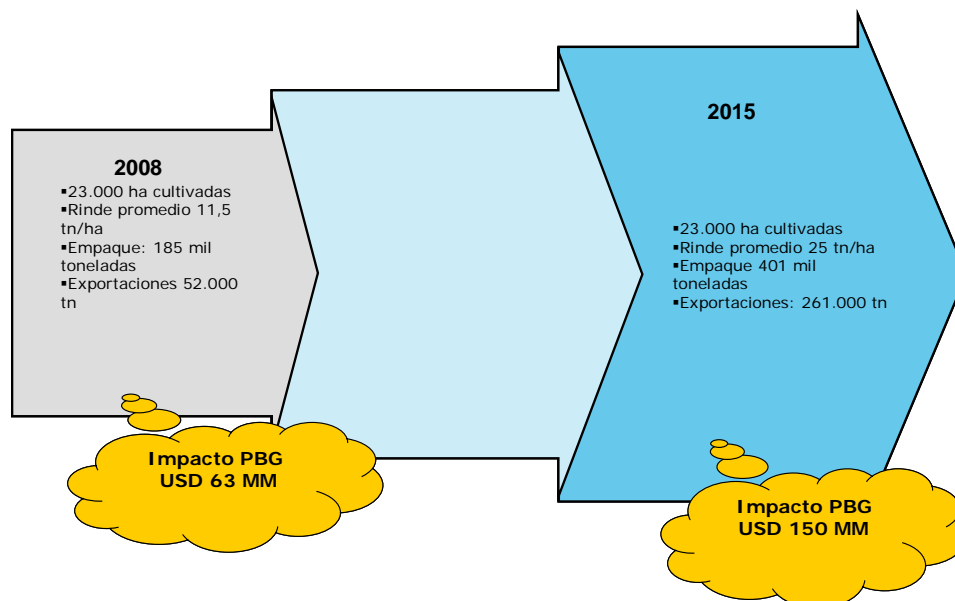 2008
▪23.000 ha cultivadas
▪Rinde promedio 11,5
tn/ha
▪Empaque: 185 mil
toneladas
▪Exportaciones 52.000
tn
Impacto PBG
USD 63 MM
2015
▪23.000 ha cultivadas
▪Rinde promedio 25 tn/ha
▪Empaque 401 mil
toneladas
▪Exportaciones: 261.000 tn
Impacto PBG
USD 150 MM